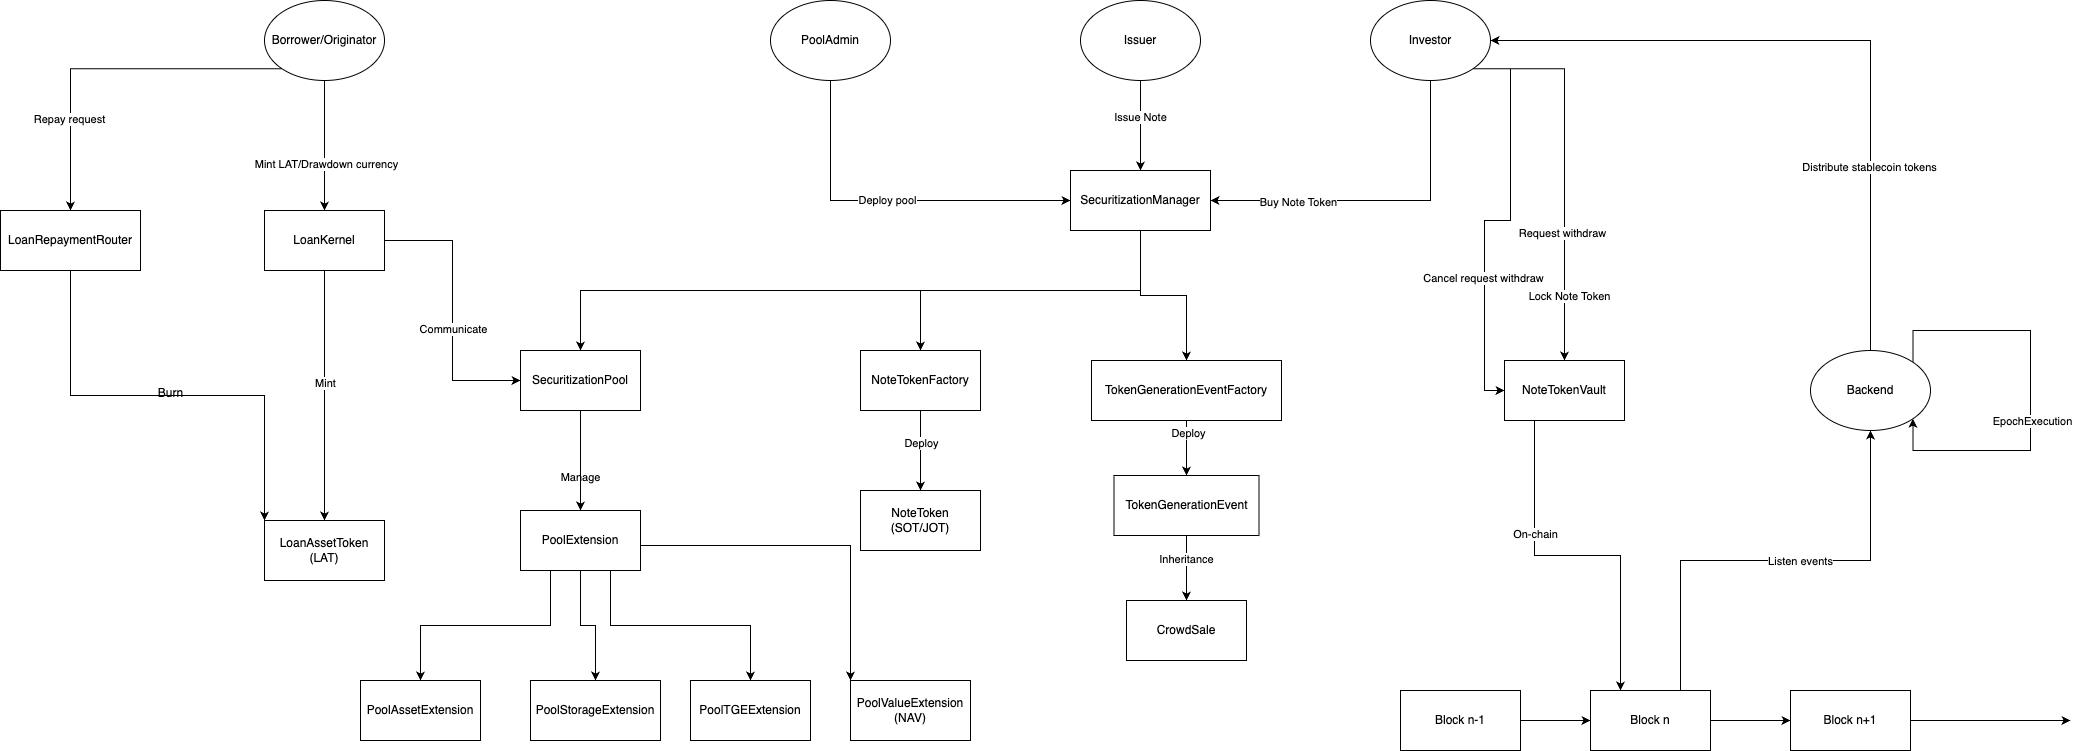 Borrower/Originator
PoolAdmin
Issuer
Investor
Repay request
Issue Note
Mint LAT/Drawdown currency
Distribute stablecoin tokens
Deploy pool
SecuritizationManager
Buy Note Token
LoanRepaymentRouter
LoanKernel
Request withdraw
Cancel request withdraw
Lock Note Token
Communicate
SecuritizationPool
NoteTokenFactory
TokenGenerationEventFactory
NoteTokenVault
Backend
Burn
Mint
EpochExecution
Deploy
Deploy
Manage
NoteToken
(SOT/JOT)
TokenGenerationEvent
LoanAssetToken
(LAT)
PoolExtension
On-chain
Inheritance
Listen events
CrowdSale
PoolAssetExtension
PoolStorageExtension
PoolTGEExtension
PoolValueExtension
(NAV)
Block n-1
Block n
Block n+1